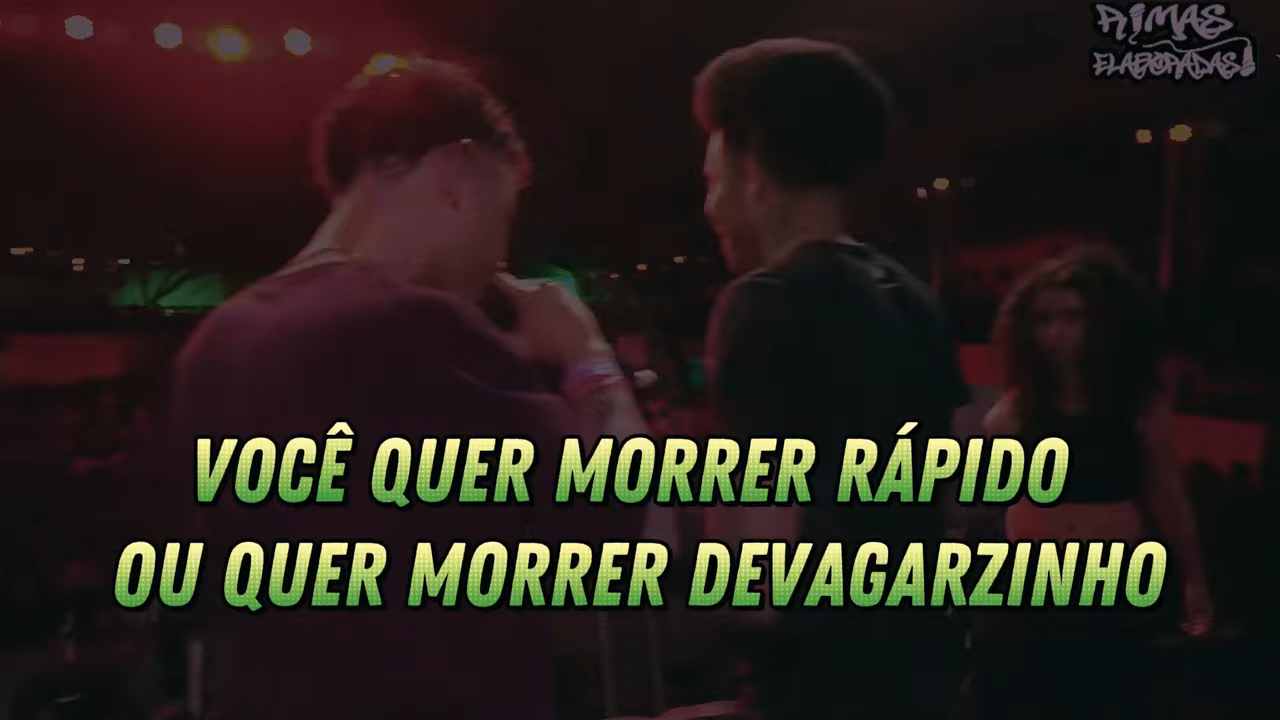 RIMAS
ELABORADAS
VOCÊ QUER MORRER RÁPIDO
OU QUER MORRER DEVAGARZINHO